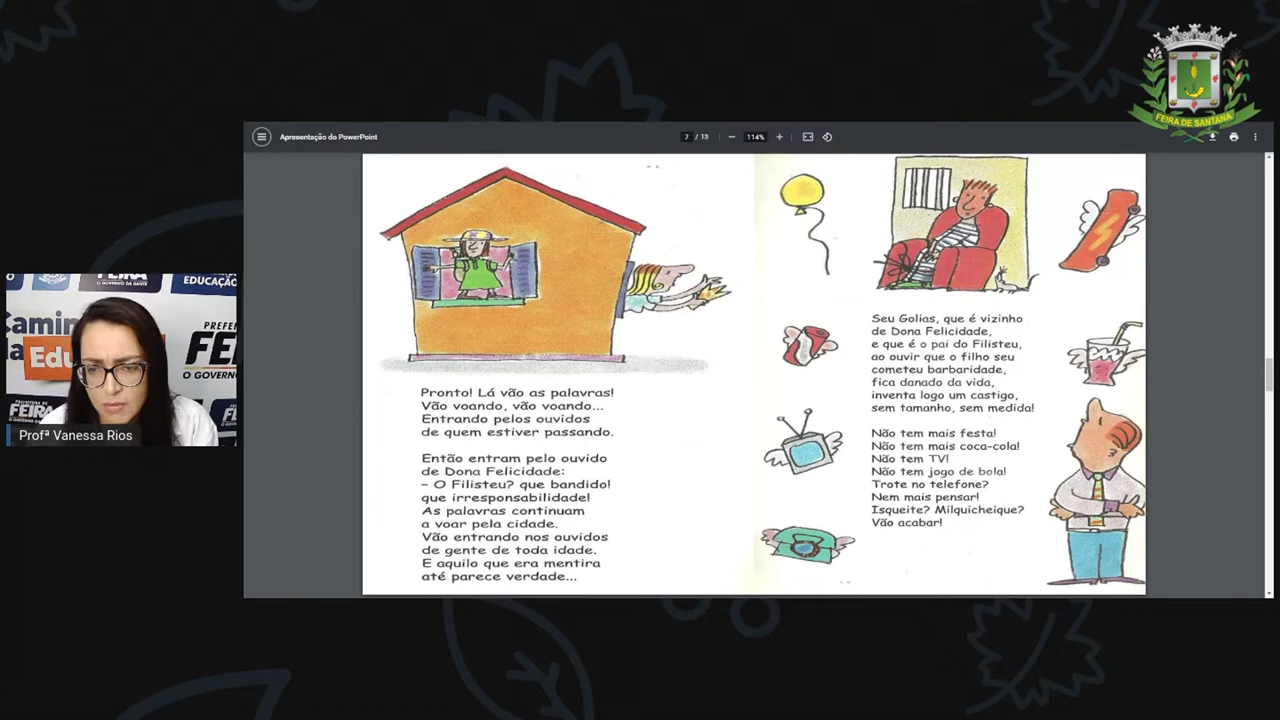 FEIRA DE SANTANA
Apresentação do PowerPoint
7 / 13
114%
Pronto! Lá vão as palavras!
Vão voando, vão voando...
Entrando pelos ouvidos
de quem estiver passando.
Então entram pelo ouvido
de Dona Felicidade:
– O Filisteu? que bandido!
que irresponsabilidade!
As palavras continuam
a voar pela cidade.
Vão entrando nos ouvidos
de gente de toda idade.
E aquilo que era mentira
até parece verdade...
Seu Golias, que é vizinho
de Dona Felicidade,
e que é o pai do Filisteu,
ao ouvir que o filho seu
cometeu barbaridade,
fica danado da vida,
inventa logo um castigo,
sem tamanho, sem medida!
Não tem mais festa!
Não tem mais coca-cola!
Não tem TV!
Não tem jogo de bola!
Trote no telefone?
Nem mais pensar!
Isqueite? Milquicheique?
Vão acabar!
FEIRA
O GOVERNO DA GENTE
EDUCAÇÃO
Profª Vanessa Rios